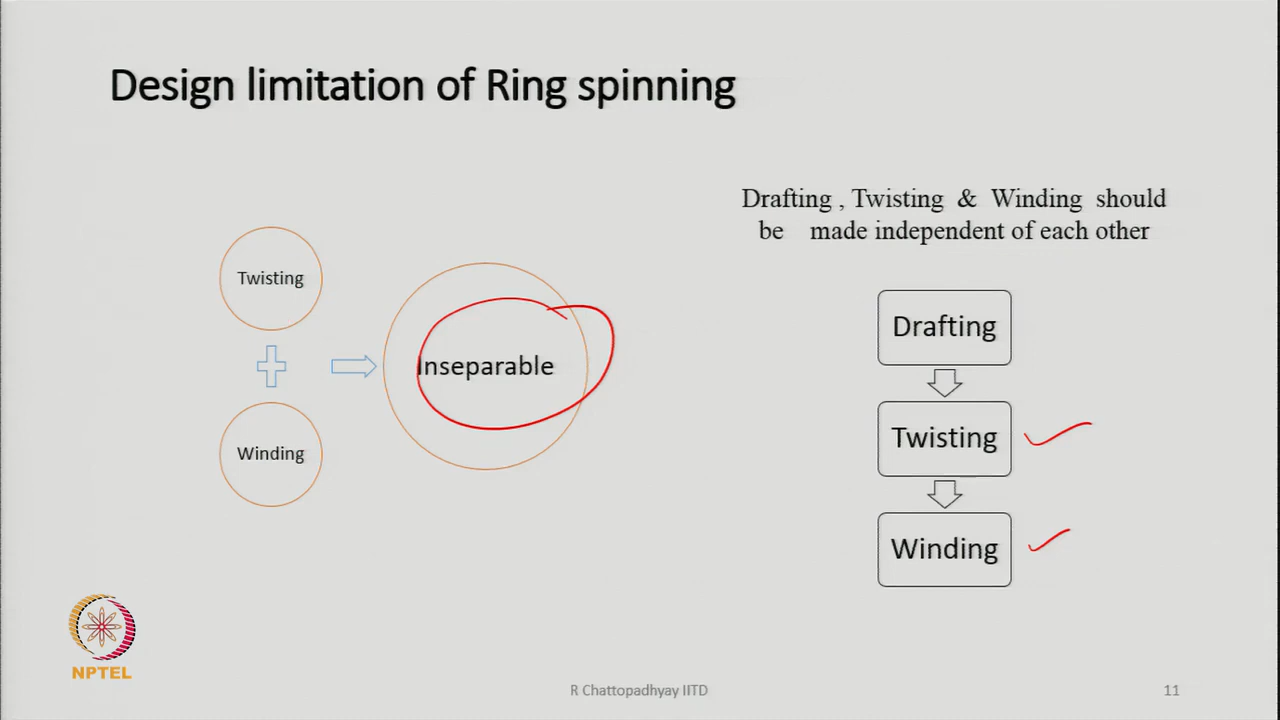 Design limitation of Ring spinning
Drafting , Twisting & Winding should
be made independent of each other
Twisting
Winding
Inseparable
Drafting
Twisting
Winding
NPTEL
R Chattopadhyay IITD
11